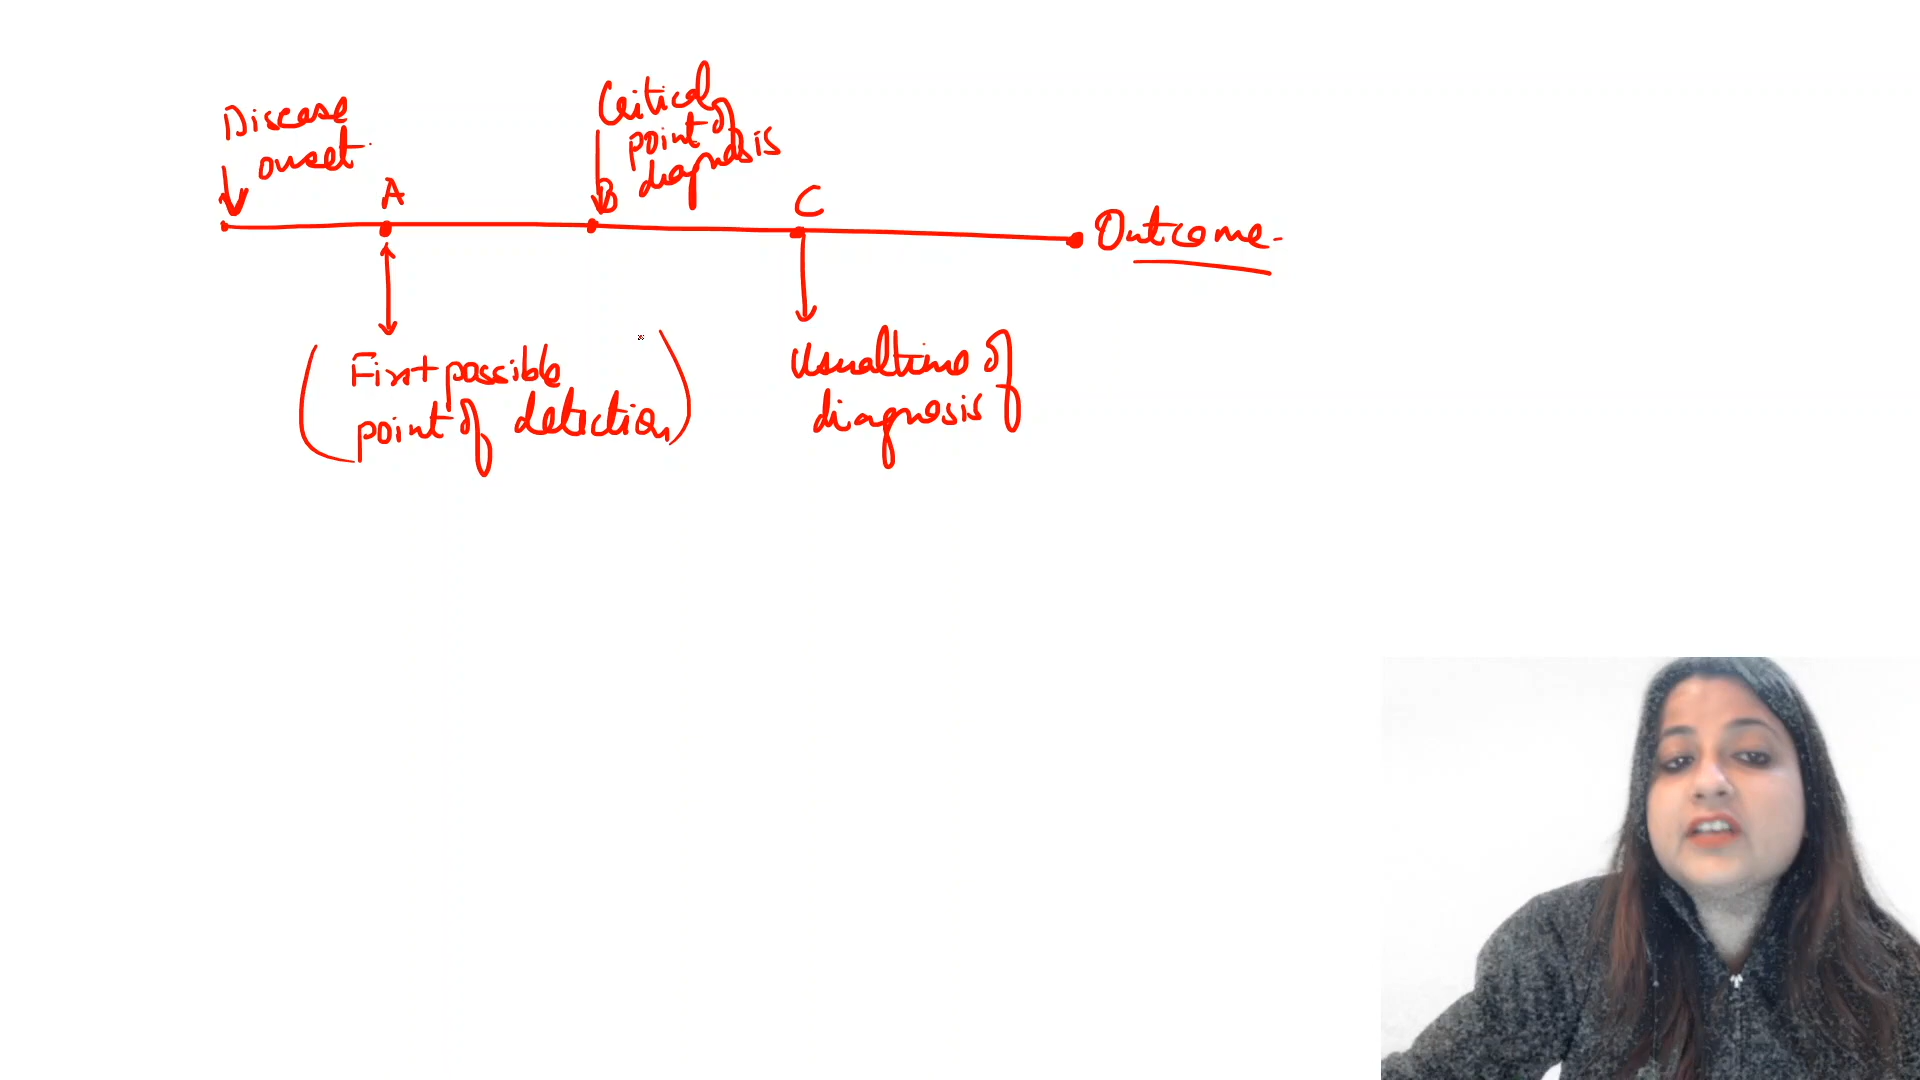 Disease
onset
Critical
point of
diagnosis
A
B
C
Outcome
First possible
point of detection
Usual time of
diagnosis